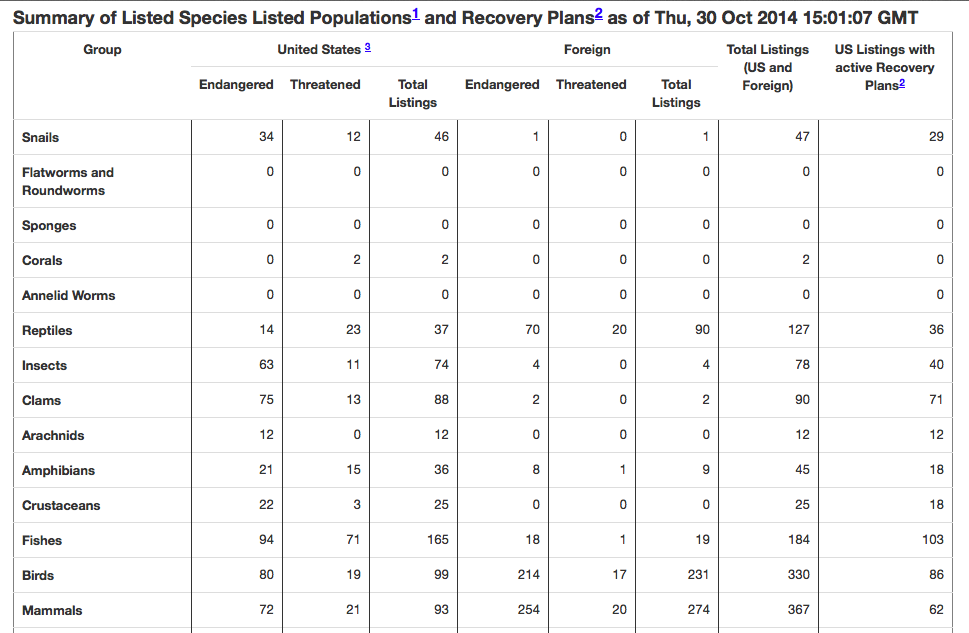 Summary of Listed Species Listed Populations1 and Recovery Plans2 as of Thu, 30 Oct 2014 15:01:07 GMT
Group United States 3 Foreign Total Listings (US and Foreign) US Listings with active Recovery Plans2
Endangered Threatened Total Listings Endangered Threatened Total Listings
Snails 34 12 46 1 0 1 47 29
Flatworms and Roundworms 0 0 0 0 0 0 0 0
Sponges 0 0 0 0 0 0 0 0
Corals 0 2 2 0 0 0 2 0
Annelid Worms 0 0 0 0 0 0 0 0
Reptiles 14 23 37 70 20 90 127 36
Insects 63 11 74 4 0 4 78 40
Clams 75 13 88 2 0 2 90 71
Arachnids 12 0 12 0 0 0 12 12
Amphibians 21 15 36 8 1 9 45 18
Crustaceans 22 3 25 0 0 0 25 18
Fishes 94 71 165 18 1 19 184 103
Birds 80 19 99 214 17 231 330 86
Mammals 72 21 93 254 20 274 367 62